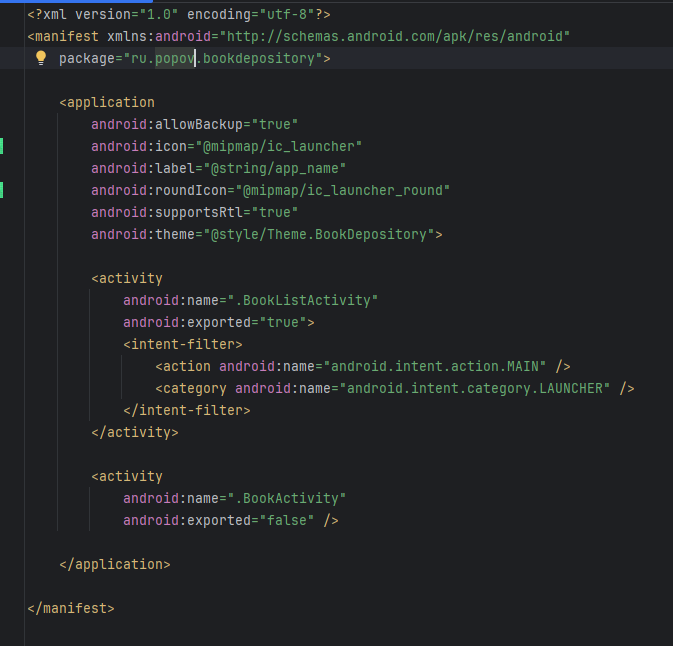 <?xml version="1.0" encoding="utf-8"?>
<manifest xmlns:android="http://schemas.android.com/apk/res/android"
    package="ru.popov.bookdepository">

    <application
        android:allowBackup="true"
        android:icon="@mipmap/ic_launcher"
        android:label="@string/app_name"
        android:roundIcon="@mipmap/ic_launcher_round"
        android:supportsRtl="true"
        android:theme="@style/Theme.BookDepository">

        <activity
            android:name=".BookListActivity"
            android:exported="true">
            <intent-filter>
                <action android:name="android.intent.action.MAIN" />
                <category android:name="android.intent.category.LAUNCHER" />
            </intent-filter>
        </activity>

        <activity
            android:name=".BookActivity"
            android:exported="false" />

    </application>

</manifest>